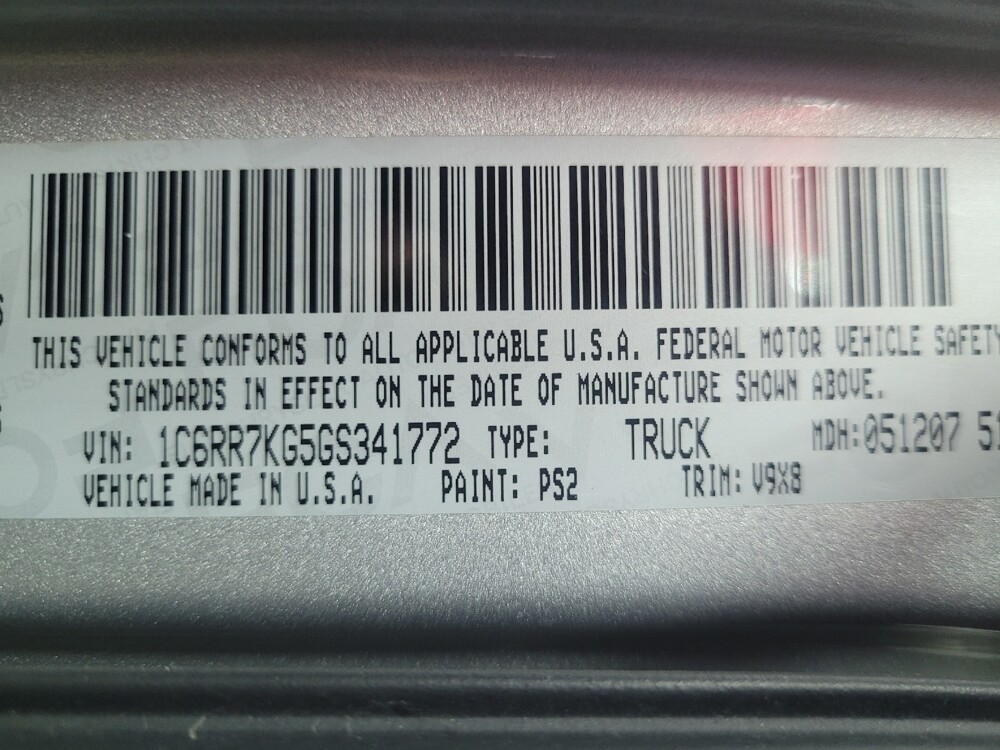 THIS VEHICLE CONFORMS TO ALL APPLICABLE U.S.A. FEDERAL MOTOR VEHICLE SAFETY
STANDARDS IN EFFECT ON THE DATE OF MANUFACTURE SHOWN ABOVE.
VIN: 1C6RR7KG5GS341772 TYPE: TRUCK MDH:051207 51
VEHICLE MADE IN U.S.A. PAINT: PS2 TRIM: V9X8